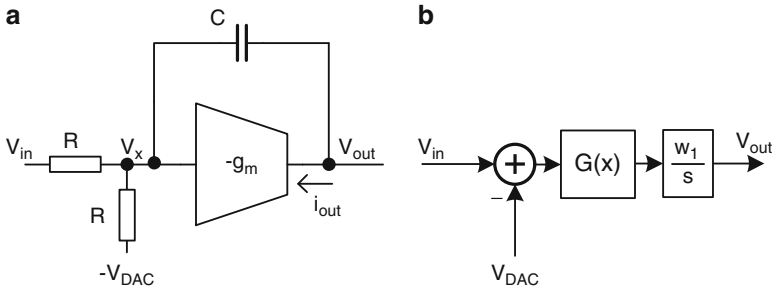 a
C
V_in
R
V_x
-g_m
V_out
i_out
R
-V_DAC
b
V_in
+
G(x)
w_1
s
V_out
−
V_DAC